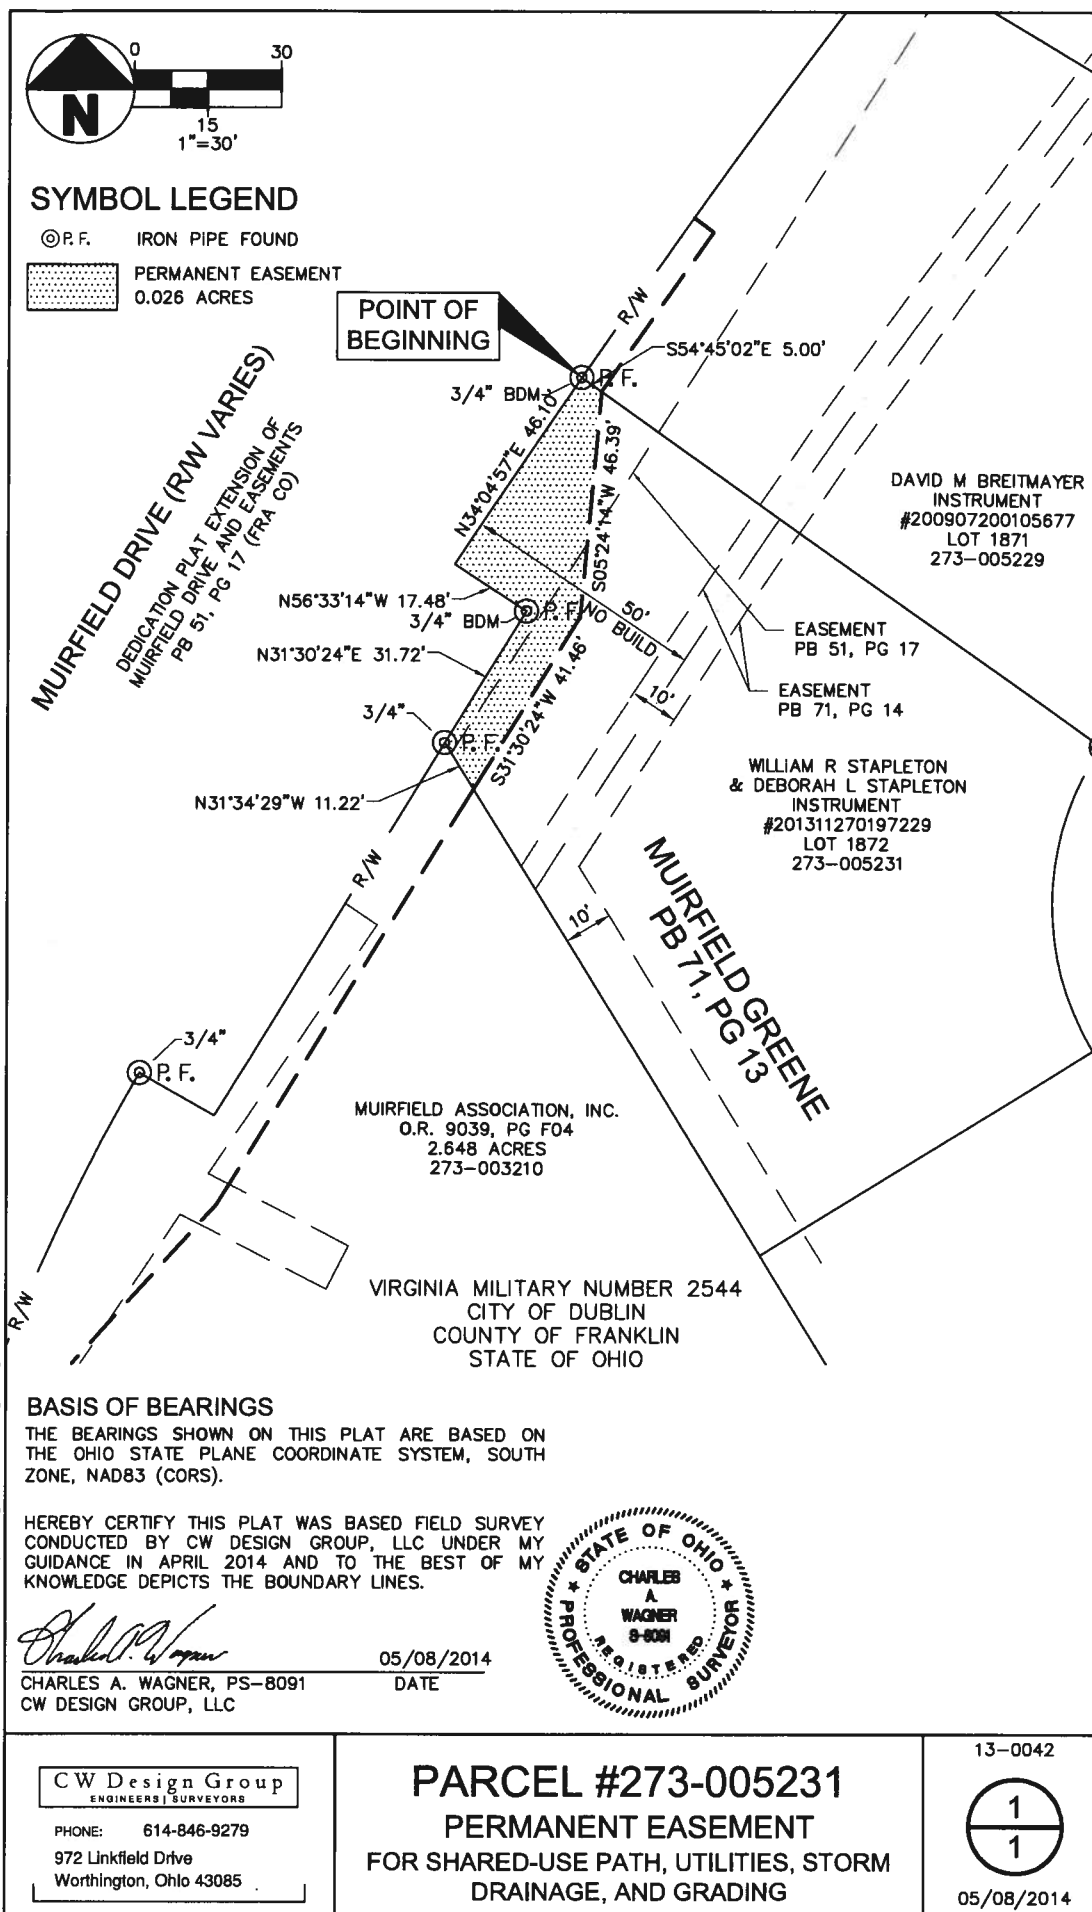 0 30
15
1"=30'
N
SYMBOL LEGEND
P.F. IRON PIPE FOUND
PERMANENT EASEMENT
0.026 ACRES
POINT OF
BEGINNING
R/W
S54°45'02"E 5.00'
P.F.
3/4" BDM
N34°04'57"E 46.10'
S05°24'14"W 46.39'
MUIRFIELD DRIVE (R/W VARIES)
DEDICATION PLAT EXTENSION OF
MUIRFIELD DRIVE AND EASEMENTS
PB 51, PG 17 (FRA CO)
DAVID M BREITMAYER
INSTRUMENT
#200907200105677
LOT 1871
273-005229
N56°33'14"W 17.48'
3/4" BDM
P.F.
50'
NO BUILD
EASEMENT
PB 51, PG 17
N31°30'24"E 31.72'
S31°30'24"W 41.46'
10'
EASEMENT
PB 71, PG 14
3/4"
P.F.
N31°34'29"W 11.22'
WILLIAM R STAPLETON
& DEBORAH L STAPLETON
INSTRUMENT
#201311270197229
LOT 1872
273-005231
R/W
10'
MUIRFIELD GREENE
PB 71, PG 13
3/4"
P.F.
MUIRFIELD ASSOCIATION, INC.
O.R. 9039, PG F04
2.648 ACRES
273-003210
R/W
VIRGINIA MILITARY NUMBER 2544
CITY OF DUBLIN
COUNTY OF FRANKLIN
STATE OF OHIO
BASIS OF BEARINGS
THE BEARINGS SHOWN ON THIS PLAT ARE BASED ON
THE OHIO STATE PLANE COORDINATE SYSTEM, SOUTH
ZONE, NAD83 (CORS).
HEREBY CERTIFY THIS PLAT WAS BASED FIELD SURVEY
CONDUCTED BY CW DESIGN GROUP, LLC UNDER MY
GUIDANCE IN APRIL 2014 AND TO THE BEST OF MY
KNOWLEDGE DEPICTS THE BOUNDARY LINES.
Charles A. Wagner
05/08/2014
CHARLES A. WAGNER, PS-8091 DATE
CW DESIGN GROUP, LLC
STATE OF OHIO
CHARLES
A.
WAGNER
S-8091
REGISTERED
PROFESSIONAL SURVEYOR
CW Design Group
ENGINEERS | SURVEYORS
PHONE: 614-846-9279
972 Linkfield Drive
Worthington, Ohio 43085
PARCEL #273-005231
PERMANENT EASEMENT
FOR SHARED-USE PATH, UTILITIES, STORM
DRAINAGE, AND GRADING
13-0042
1
1
05/08/2014